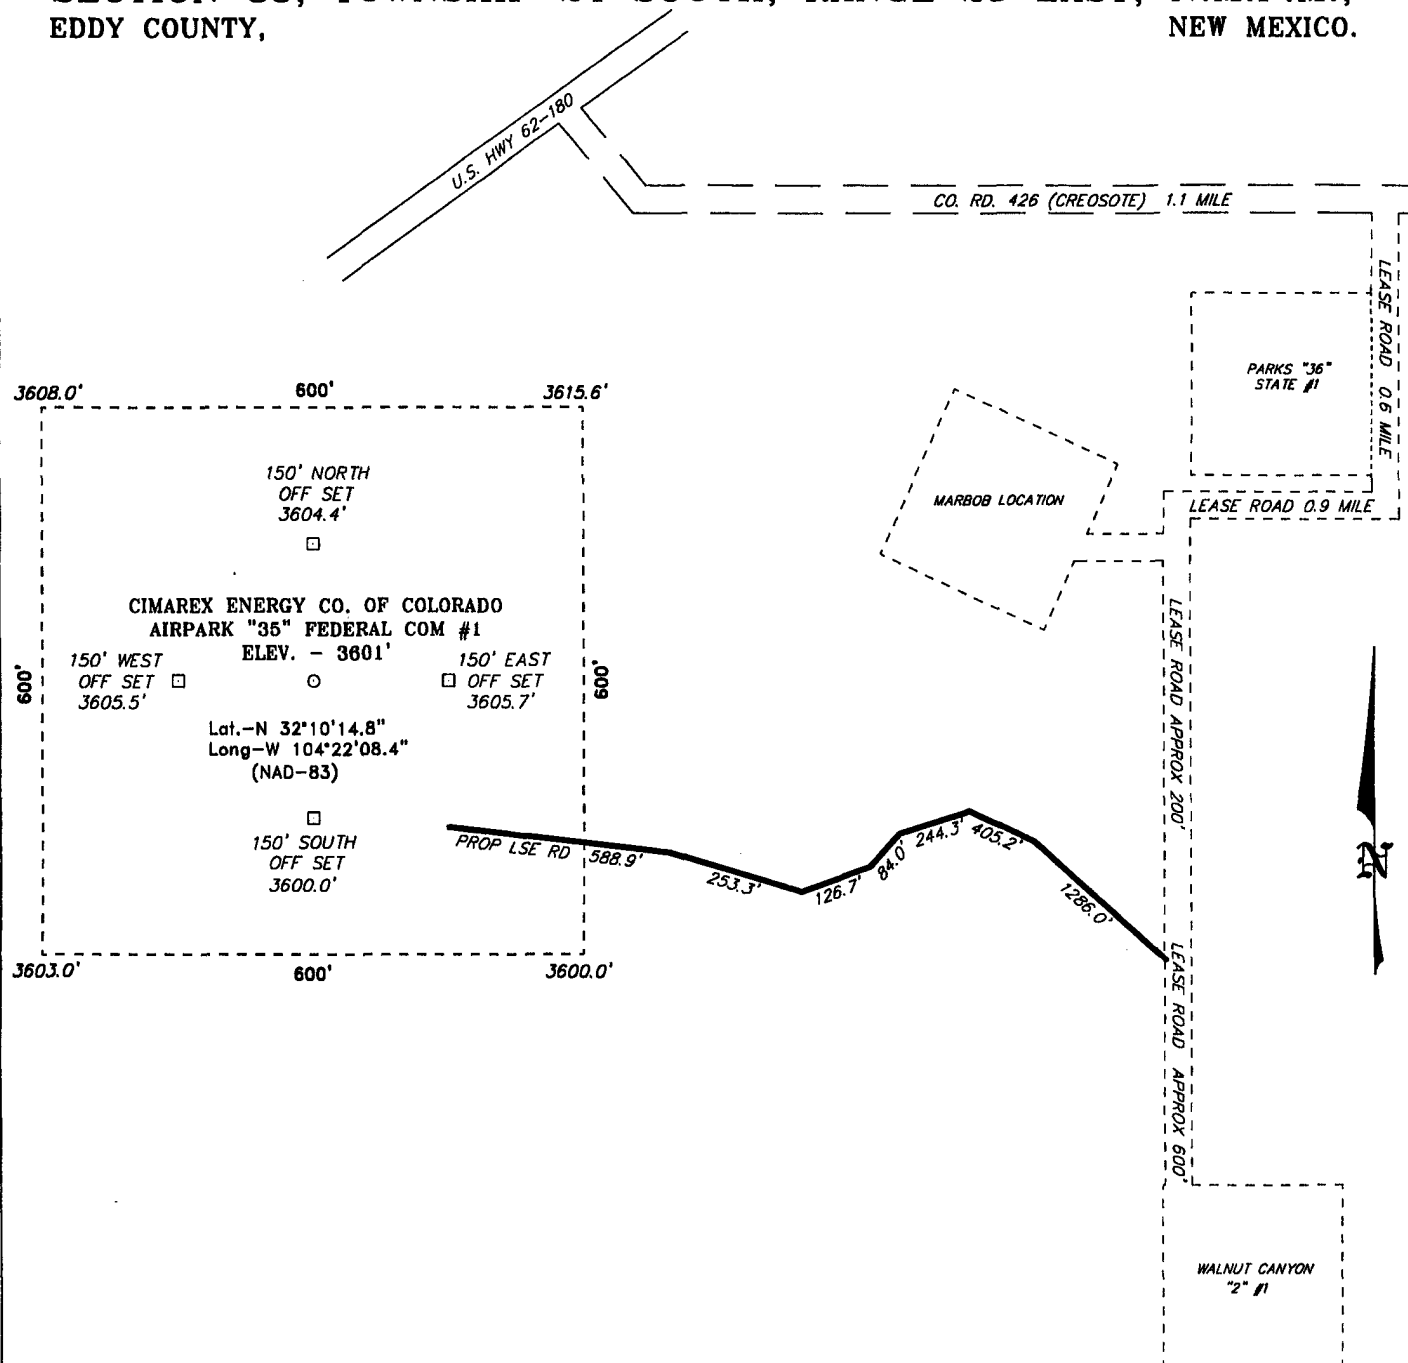 EDDY COUNTY,
NEW MEXICO.
U.S. HWY 62-180
CO. RD. 426 (CREOSOTE) 1.1 MILE
LEASE ROAD 0.6 MILE
PARKS "36"
STATE #1
MARBOB LOCATION
LEASE ROAD 0.9 MILE
3608.0'
600'
3615.6'
150' NORTH
OFF SET
3604.4'
CIMAREX ENERGY CO. OF COLORADO
AIRPARK "35" FEDERAL COM #1
ELEV. - 3601'
150' WEST
OFF SET
3605.5'
150' EAST
OFF SET
3605.7'
600'
600'
Lat.-N 32°10'14.8"
Long-W 104°22'08.4"
(NAD-83)
150' SOUTH
OFF SET
3600.0'
3603.0'
600'
3600.0'
PROP LSE RD
588.9'
253.3'
126.7'
84.0'
244.3'
405.2'
1286.0'
LEASE ROAD APPROX 200'
LEASE ROAD APPROX 600'
N
WALNUT CANYON
"2" #1